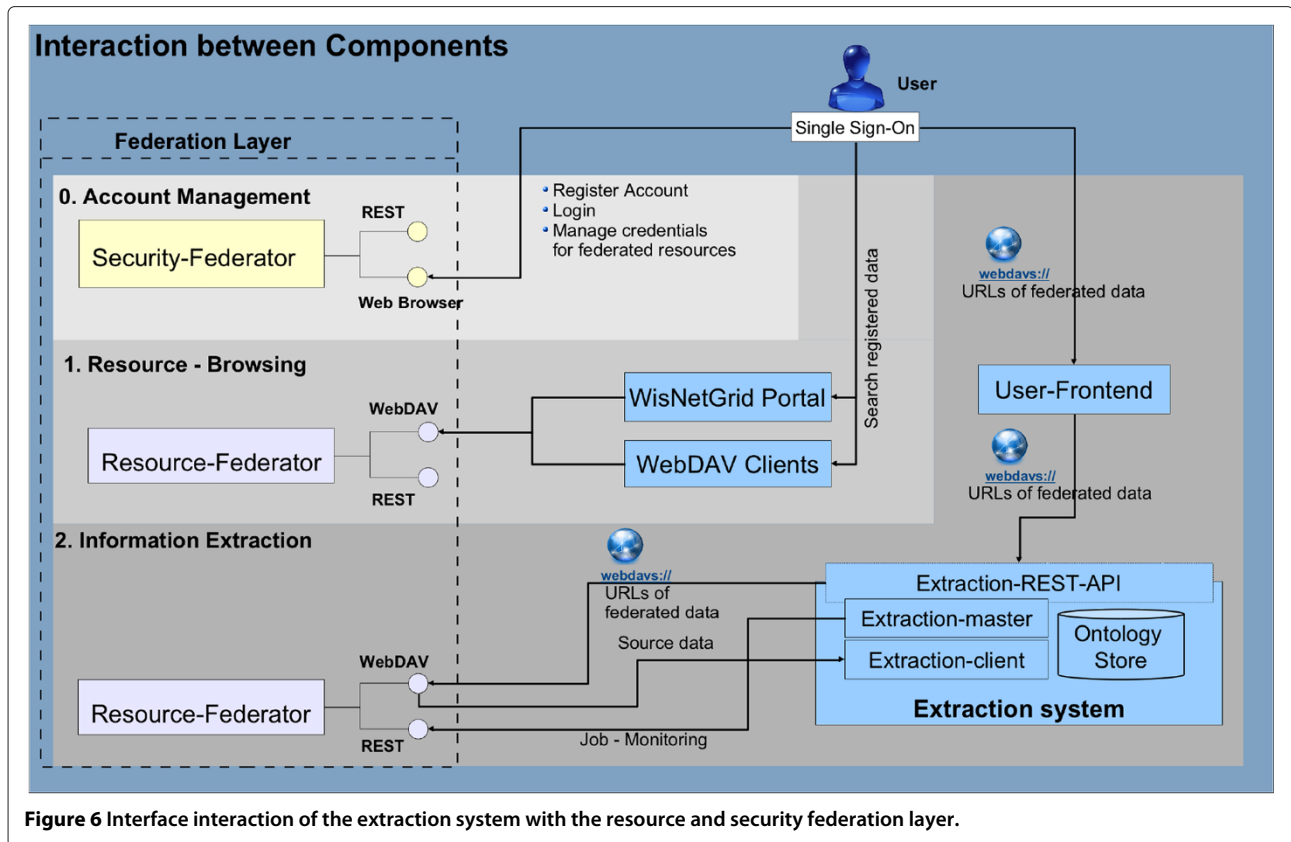 Interaction between Components
User
Single Sign-On
Federation Layer
0. Account Management
REST
Security-Federator
Web Browser
Register Account
Login
Manage credentials
for federated resources
Search registered data
webdavs://
URLs of federated data
1. Resource - Browsing
WebDAV
Resource-Federator
REST
WisNetGrid Portal
WebDAV Clients
User-Frontend
webdavs://
URLs of federated data
2. Information Extraction
webdavs://
URLs of
federated data
Source data
WebDAV
Resource-Federator
REST
Job - Monitoring
Extraction-REST-API
Extraction-master
Extraction-client
Ontology
Store
Extraction system
Figure 6 Interface interaction of the extraction system with the resource and security federation layer.